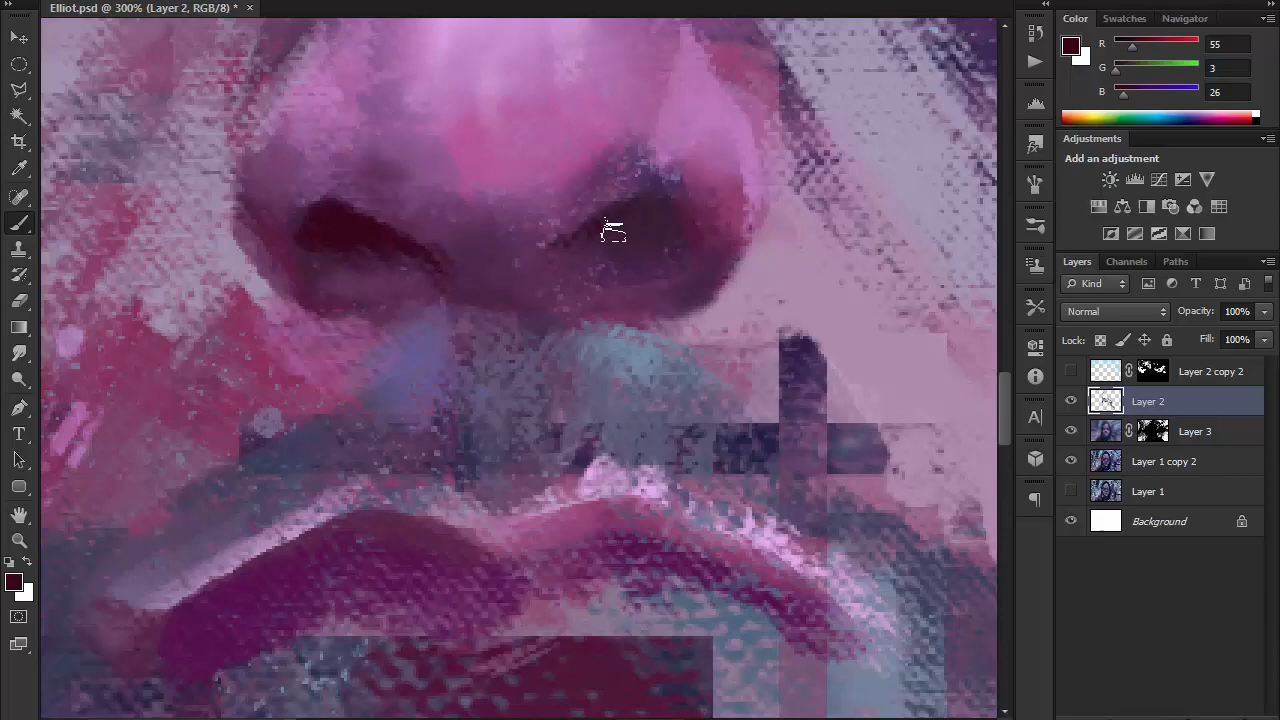 Elliot.psd @ 300% (Layer 2, RGB/8) * ×
Color Swatches Navigator
R 55
G 3
B 26
Adjustments
Add an adjustment
Layers Channels Paths
Kind
Normal Opacity: 100%
Lock: Fill: 100%
Layer 2 copy 2
Layer 2
Layer 3
Layer 1 copy 2
Layer 1
Background